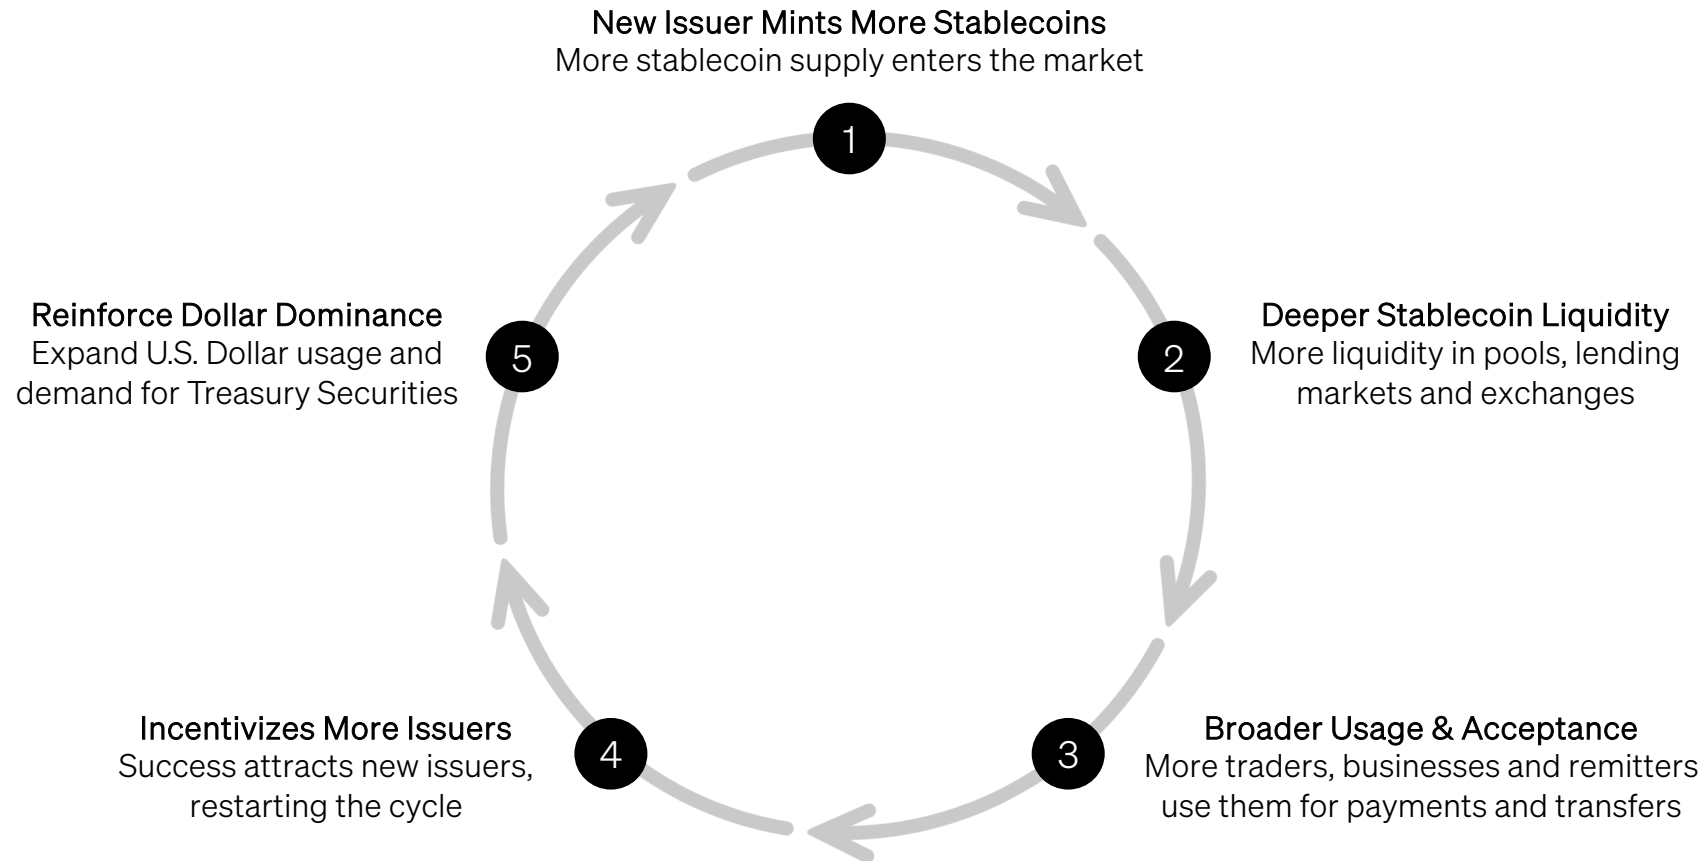 New Issuer Mints More Stablecoins
More stablecoin supply enters the market
1
2
Deeper Stablecoin Liquidity
More liquidity in pools, lending
markets and exchanges
3
Broader Usage & Acceptance
More traders, businesses and remitters
use them for payments and transfers
4
Incentivizes More Issuers
Success attracts new issuers,
restarting the cycle
5
Reinforce Dollar Dominance
Expand U.S. Dollar usage and
demand for Treasury Securities